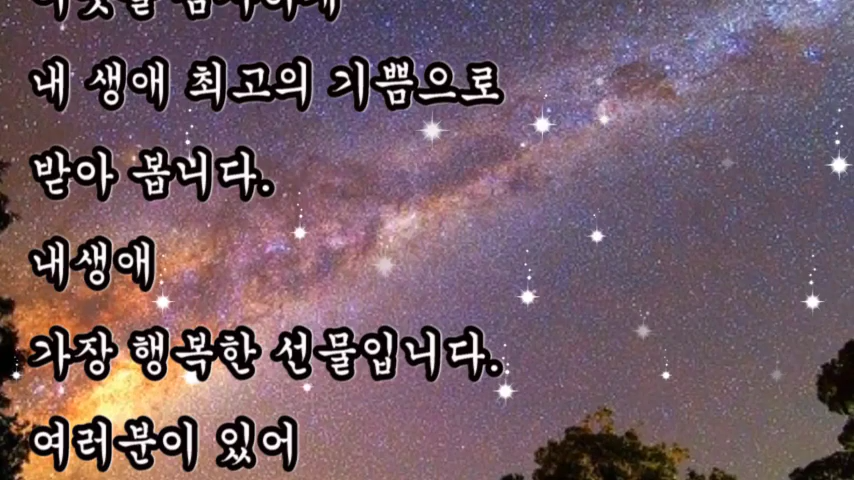 내 생애 최고의 기쁨으로
받아 봅니다.
내생애
가장 행복한 선물입니다.
여러분이 있어